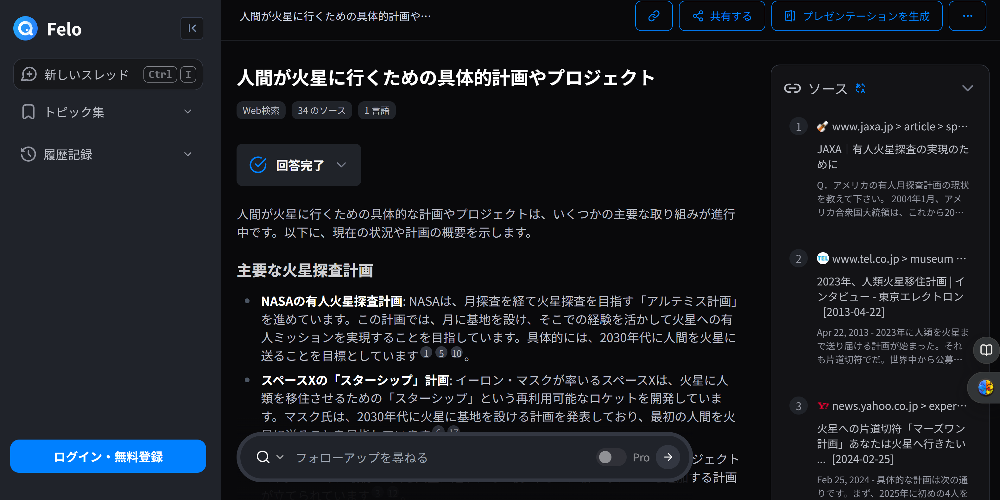 Felo
新しいスレッド Ctrl I
トピック集
履歴記録
ログイン・無料登録
人間が火星に行くための具体的計画や…
共有する
プレゼンテーションを生成
人間が火星に行くための具体的計画やプロジェクト
Web検索 34 のソース 1 言語
回答完了
人間が火星に行くための具体的な計画やプロジェクトは、いくつかの主要な取り組みが進行
中です。以下に、現在の状況や計画の概要を示します。
主要な火星探査計画
NASAの有人火星探査計画: NASAは、月探査を経て火星探査を目指す「アルテミス計画」
を進めています。この計画では、月に基地を設け、そこでの経験を活かして火星への有
人ミッションを実現することを目指しています。具体的には、2030年代に人間を火星に
送ることを目標としています 1 5 10 。
スペースXの「スターシップ」計画: イーロン・マスクが率いるスペースXは、火星に人
類を移住させるための「スターシップ」という再利用可能なロケットを開発していま
す。マスク氏は、2030年代に火星に基地を設ける計画を発表しており、最初の人間を火
星に送ることを目指しています 6 17
ジェクト
する計画
が立てられています 3 12 。
フォローアップを尋ねる Pro
ソース
1 www.jaxa.jp > article > sp…
JAXA｜有人火星探査の実現のた
めに
Q．アメリカの有人月探査計画の現状
を教えて下さい。 2004年1月、アメ
リカ合衆国大統領は、これから20…
2 TEL www.tel.co.jp > museum …
2023年、人類火星移住計画 | イ
ンタビュー - 東京エレクトロン
[2013-04-22]
Apr 22, 2013 - 2023年に人類を火星ま
で送り届ける計画が始まった。それ
も片道切符でだ。世界中から公募…
3 Y! news.yahoo.co.jp > exper…
火星への片道切符「マーズワン
計画」あなたは火星へ行きたい
... [2024-02-25]
Feb 25, 2024 - 具体的な計画は次の通
りです。まず、2025年に初めの4人を